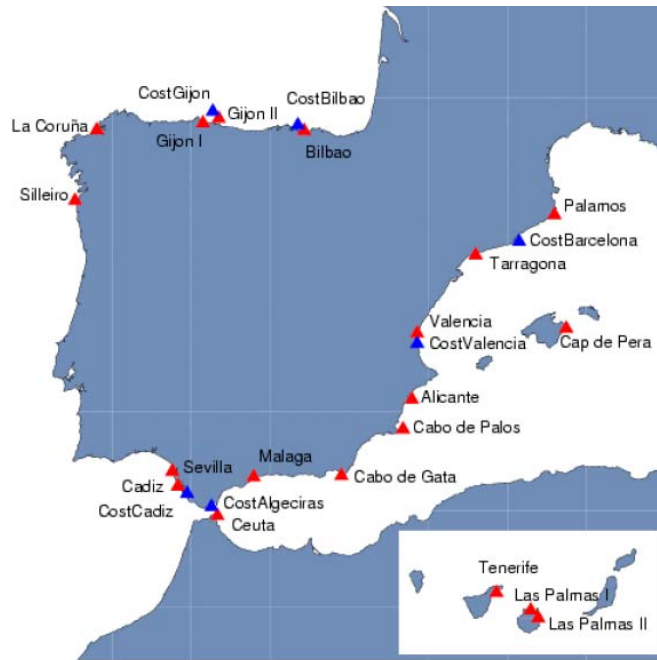 CostGijon
Gijon II
CostBilbao
La Coruña
Gijon I
Bilbao
Silleiro
Palamos
CostBarcelona
Tarragona
Valencia
CostValencia
Cap de Pera
Alicante
Cabo de Palos
Malaga
Sevilla
Cabo de Gata
Cadiz
CostAlgeciras
CostCadiz
Ceuta
Tenerife
Las Palmas I
Las Palmas II